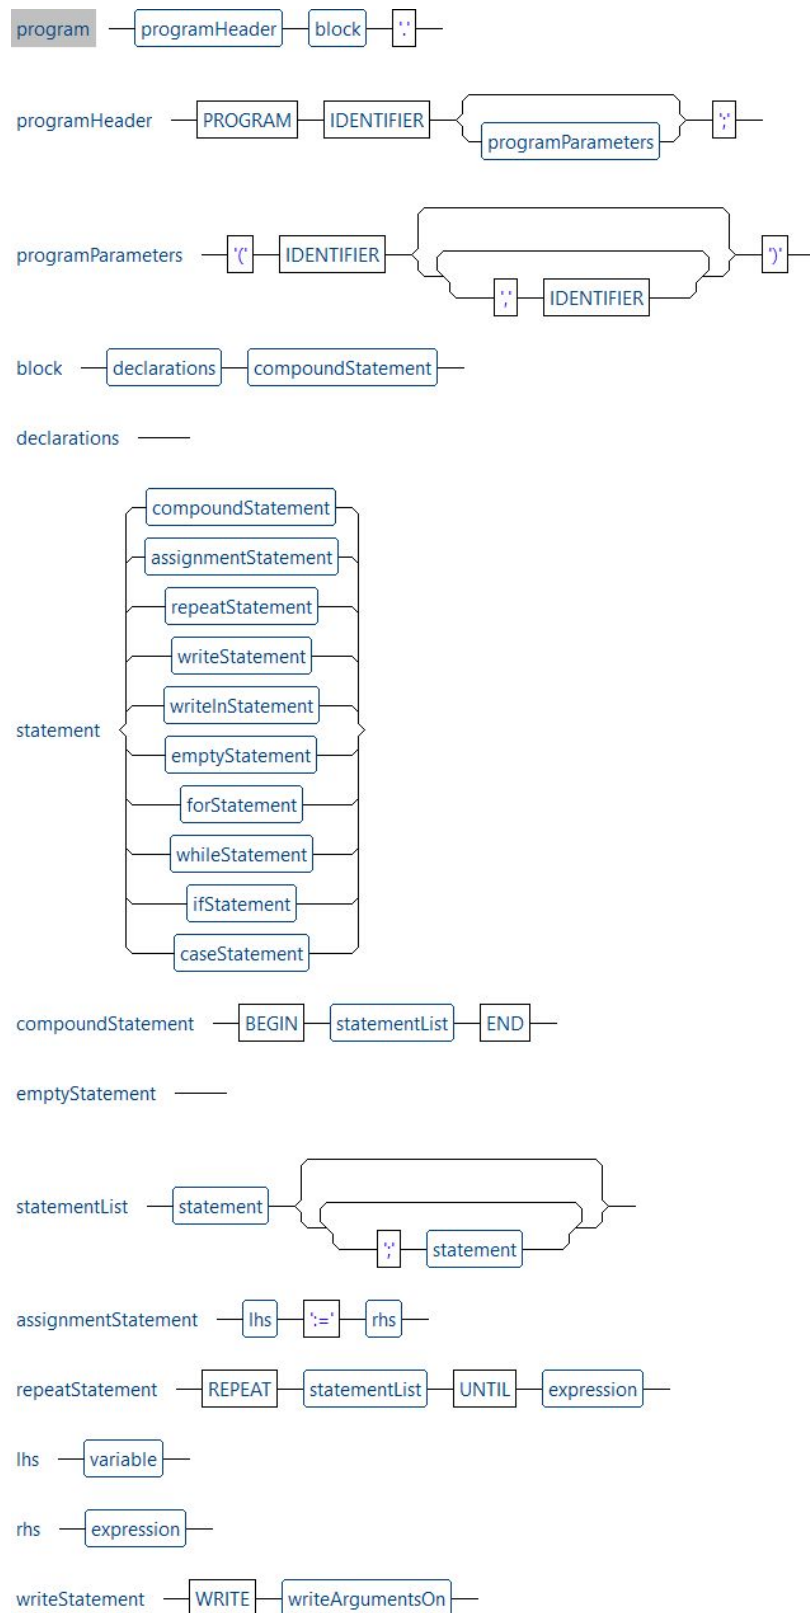 program programHeader block '.'
programHeader PROGRAM IDENTIFIER programParameters ';'
programParameters '(' IDENTIFIER ',' IDENTIFIER ')'
block declarations compoundStatement
declarations
compoundStatement
assignmentStatement
repeatStatement
writeStatement
writelnStatement
statement
emptyStatement
forStatement
whileStatement
ifStatement
caseStatement
compoundStatement BEGIN statementList END
emptyStatement
statementList statement ';' statement
assignmentStatement lhs ':=' rhs
repeatStatement REPEAT statementList UNTIL expression
lhs variable
rhs expression
writeStatement WRITE writeArgumentsOn